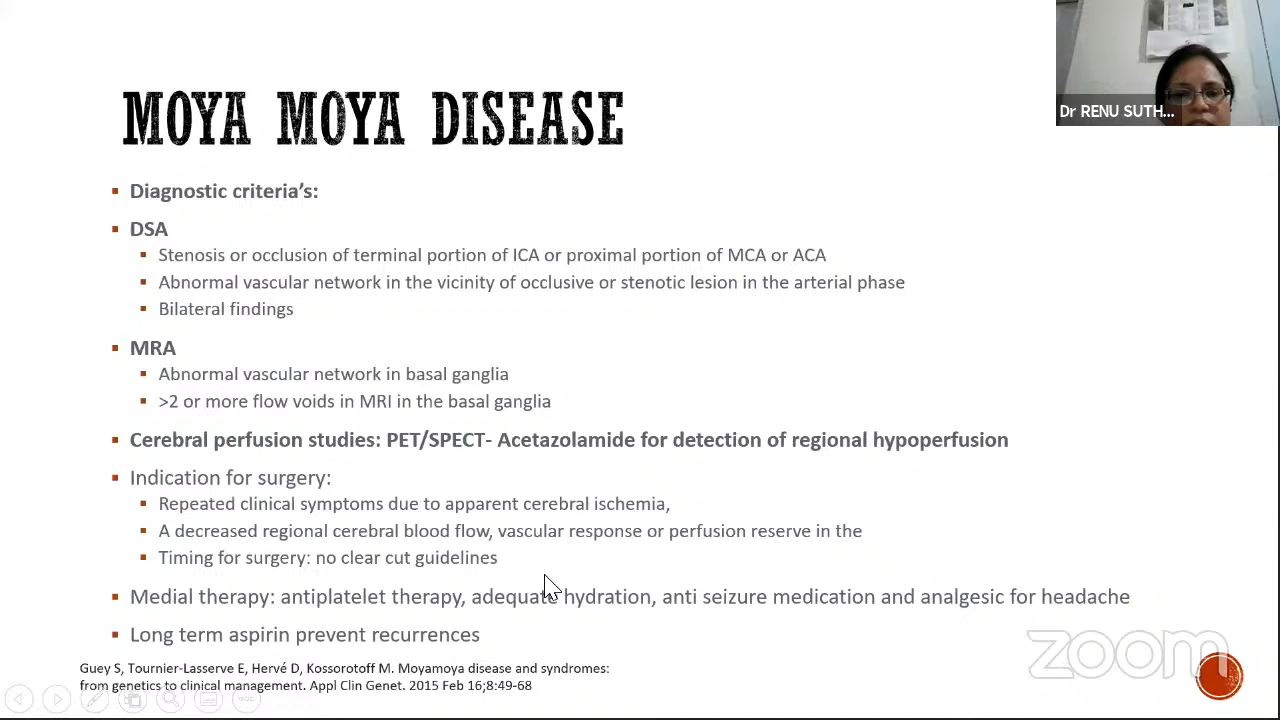 MOYA MOYA DISEASE
Dr RENU SUTH...
Diagnostic criteria's:
DSA
Stenosis or occlusion of terminal portion of ICA or proximal portion of MCA or ACA
Abnormal vascular network in the vicinity of occlusive or stenotic lesion in the arterial phase
Bilateral findings
MRA
Abnormal vascular network in basal ganglia
>2 or more flow voids in MRI in the basal ganglia
Cerebral perfusion studies: PET/SPECT- Acetazolamide for detection of regional hypoperfusion
Indication for surgery:
Repeated clinical symptoms due to apparent cerebral ischemia,
A decreased regional cerebral blood flow, vascular response or perfusion reserve in the
Timing for surgery: no clear cut guidelines
Medial therapy: antiplatelet therapy, adequate hydration, anti seizure medication and analgesic for headache
Long term aspirin prevent recurrences
Guey S, Tournier-Lasserve E, Hervé D, Kossorotoff M. Moyamoya disease and syndromes:
from genetics to clinical management. Appl Clin Genet. 2015 Feb 16;8:49-68
zoom